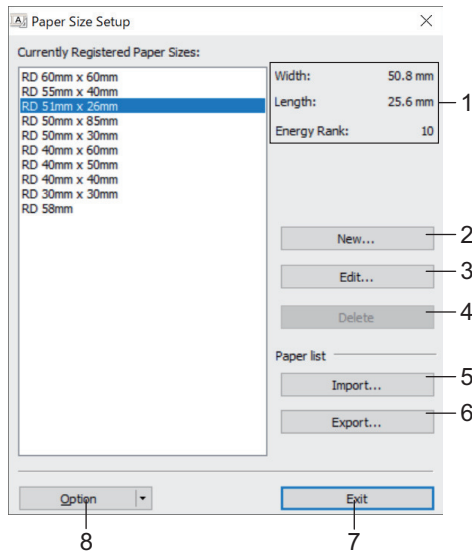 Paper Size Setup
Currently Registered Paper Sizes:
RD 60mm x 60mm
RD 55mm x 40mm
RD 51mm x 26mm
RD 50mm x 85mm
RD 50mm x 30mm
RD 40mm x 60mm
RD 40mm x 50mm
RD 40mm x 40mm
RD 30mm x 30mm
RD 58mm
Width: 50.8 mm
Length: 25.6 mm
Energy Rank: 10
1
New... 2
Edit... 3
Delete 4
Paper list
Import... 5
Export... 6
Option Exit
8 7